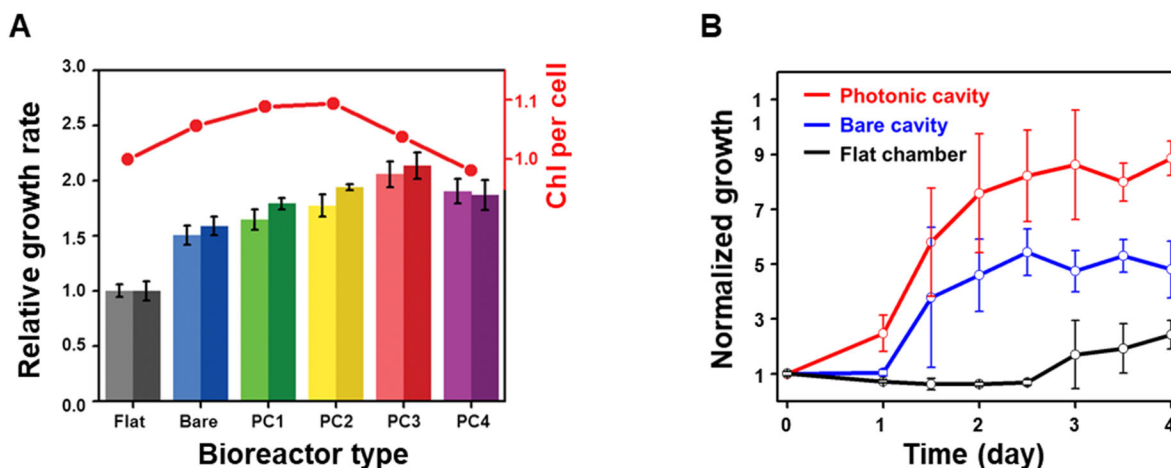 A
Relative growth rate
3.0
2.5
2.0
1.5
1.0
0.5
0.0
Flat Bare PC1 PC2 PC3 PC4
Bioreactor type
1.1
1.0
Chl per cell
B
Normalized growth
1
9
7
5
3
1
Photonic cavity
Bare cavity
Flat chamber
0 1 2 3 4
Time (day)